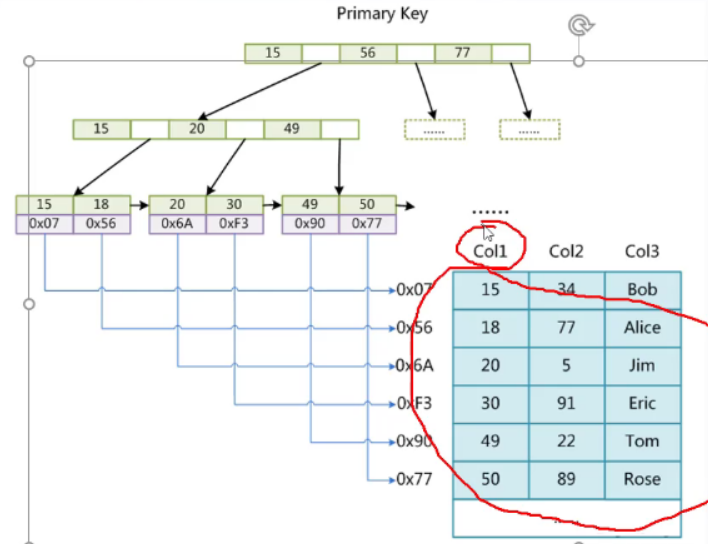 Primary Key
15 56 77
15 20 49 ...... ......
15 18 20 30 49 50
0x07 0x56 0x6A 0xF3 0x90 0x77
......
Col1 Col2 Col3
0x07 15 34 Bob
0x56 18 77 Alice
0x6A 20 5 Jim
0xF3 30 91 Eric
0x90 49 22 Tom
0x77 50 89 Rose
......